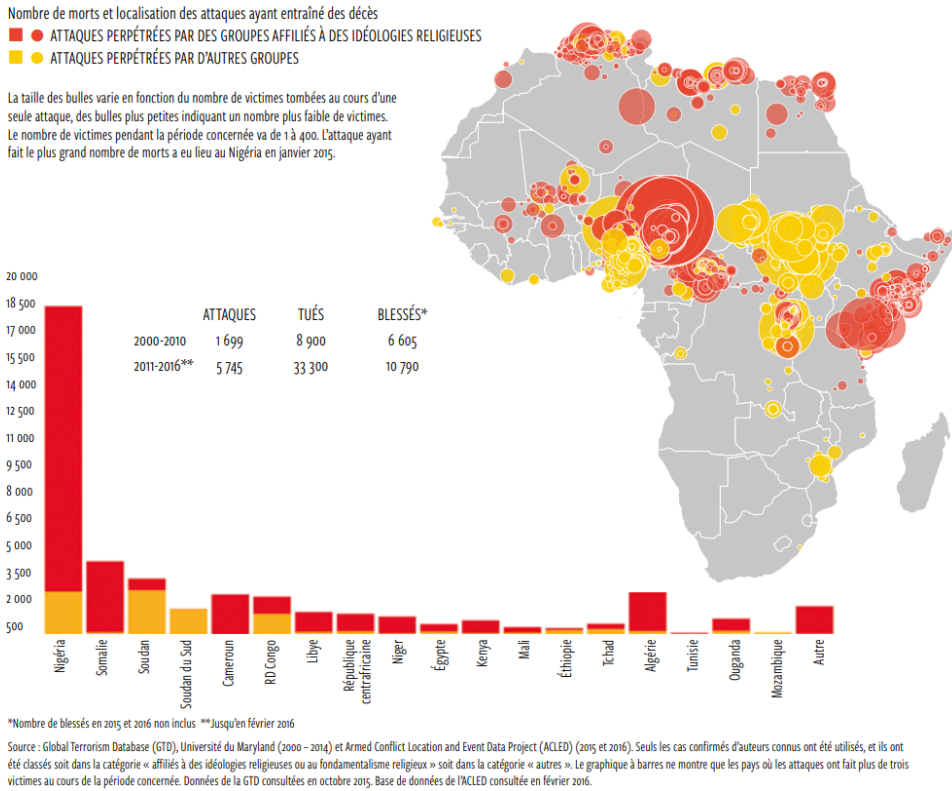 Nombre de morts et localisation des attaques ayant entraîné des décès
ATTAQUES PERPÉTRÉES PAR DES GROUPES AFFILIÉS À DES IDÉOLOGIES RELIGIEUSES
ATTAQUES PERPÉTRÉES PAR D'AUTRES GROUPES
La taille des bulles varie en fonction du nombre de victimes tombées au cours d'une
seule attaque, des bulles plus petites indiquant un nombre plus faible de victimes.
Le nombre de victimes pendant la période concernée va de 1 à 400. L'attaque ayant
fait le plus grand nombre de morts a eu lieu au Nigéria en janvier 2015.
20 000
18 500
17 000
15 500
14 000
12 500
11 000
9 500
8 000
6 500
5 000
3 500
2 000
500
ATTAQUES TUÉS BLESSÉS*
2000-2010 1 699 8 900 6 605
2011-2016** 5 745 33 300 10 790
Nigéria
Somalie
Soudan
Soudan du Sud
Cameroun
RD Congo
Libye
République
centrafricaine
Niger
Égypte
Kenya
Mali
Éthiopie
Tchad
Algérie
Tunisie
Ouganda
Mozambique
Autre
*Nombre de blessés en 2015 et 2016 non inclus **Jusqu'en février 2016
Source : Global Terrorism Database (GTD), Université du Maryland (2000 – 2014) et Armed Conflict Location and Event Data Project (ACLED) (2015 et 2016). Seuls les cas confirmés d'auteurs connus ont été utilisés, et ils ont
été classés soit dans la catégorie « affiliés à des idéologies religieuses ou au fondamentalisme religieux » soit dans la catégorie « autres ». Le graphique à barres ne montre que les pays où les attaques ont fait plus de trois
victimes au cours de la période concernée. Données de la GTD consultées en octobre 2015. Base de données de l'ACLED consultée en février 2016.